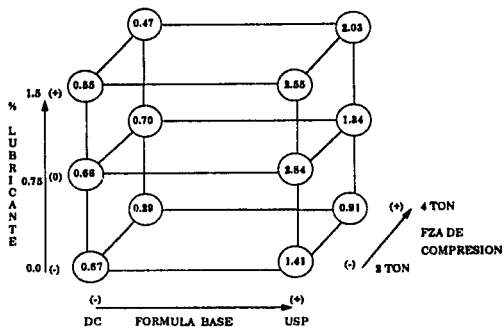 0.47
2.03
1.5 (+)
0.55
2.55
% LUBRICANTE
0.70
1.34
0.75
(0)
0.66
2.54
0.29
0.91
(+)
4 TON
FZA DE
COMPRESION
0.0 (-)
0.67
1.41
(-)
2 TON
(-)
(+)
DC
FORMULA BASE
USP